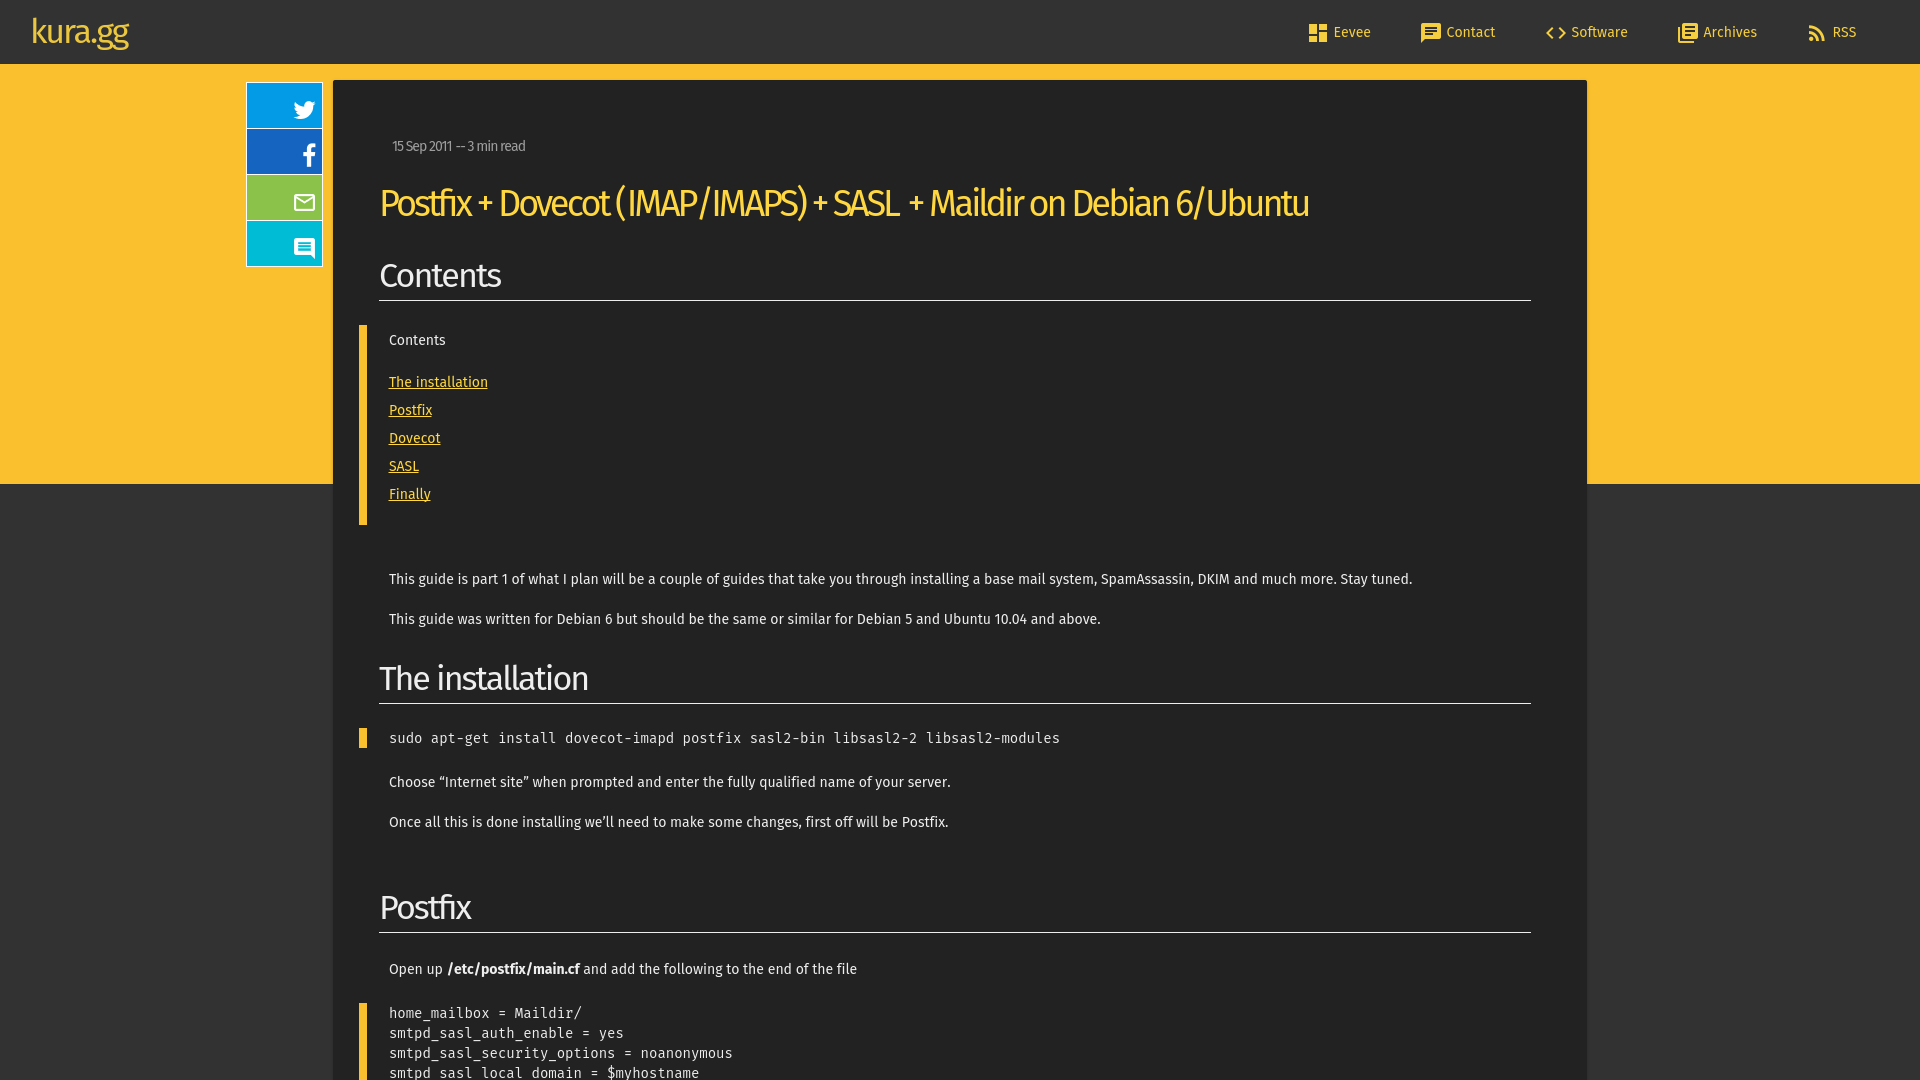 kura.gg
Eevee
Contact
Software
Archives
RSS
15 Sep 2011 -- 3 min read
Postfix + Dovecot (IMAP/IMAPS) + SASL + Maildir on Debian 6/Ubuntu
Contents
Contents
The installation
Postfix
Dovecot
SASL
Finally
This guide is part 1 of what I plan will be a couple of guides that take you through installing a base mail system, SpamAssassin, DKIM and much more. Stay tuned.
This guide was written for Debian 6 but should be the same or similar for Debian 5 and Ubuntu 10.04 and above.
The installation
sudo apt-get install dovecot-imapd postfix sasl2-bin libsasl2-2 libsasl2-modules
Choose “Internet site” when prompted and enter the fully qualified name of your server.
Once all this is done installing we’ll need to make some changes, first off will be Postfix.
Postfix
Open up /etc/postfix/main.cf and add the following to the end of the file
home_mailbox = Maildir/
smtpd_sasl_auth_enable = yes
smtpd_sasl_security_options = noanonymous
smtpd_sasl_local_domain = $myhostname